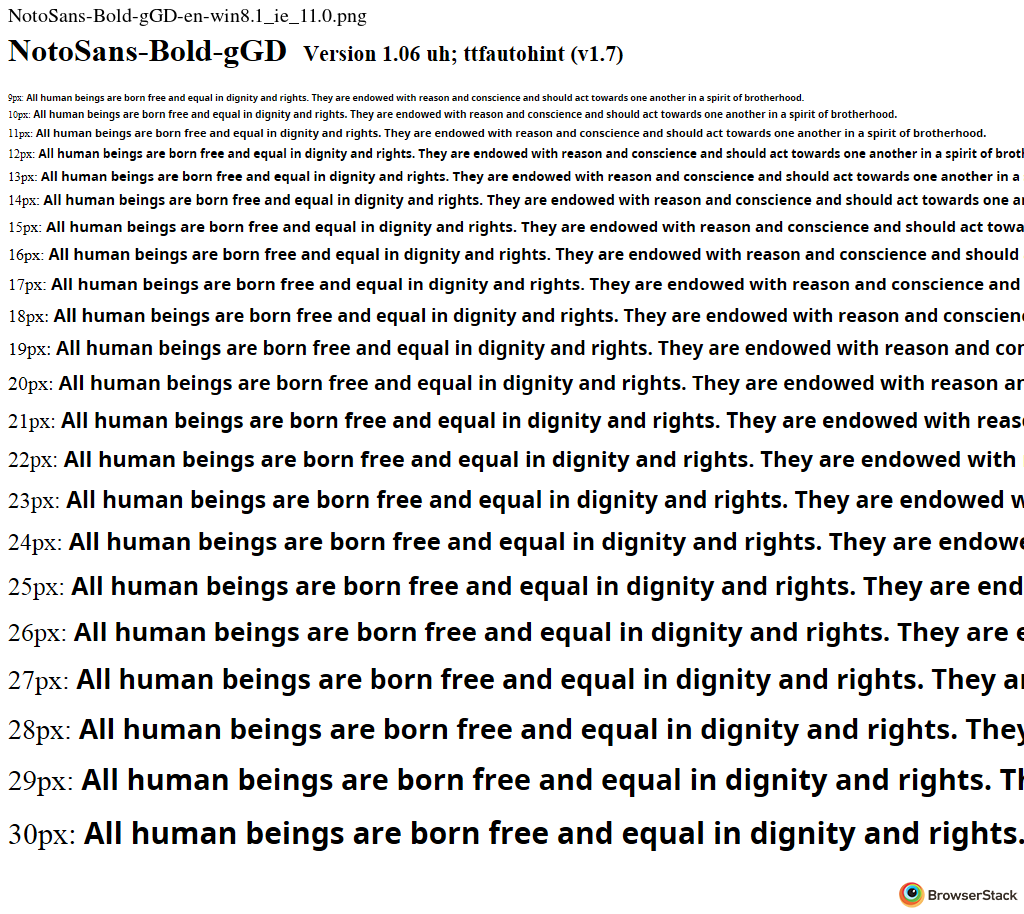 NotoSans-Bold-gGD-en-win8.1_ie_11.0.png
NotoSans-Bold-gGD Version 1.06 uh; ttfautohint (v1.7)
9px: All human beings are born free and equal in dignity and rights. They are endowed with reason and conscience and should act towards one another in a spirit of brotherhood.
10px: All human beings are born free and equal in dignity and rights. They are endowed with reason and conscience and should act towards one another in a spirit of brotherhood.
11px: All human beings are born free and equal in dignity and rights. They are endowed with reason and conscience and should act towards one another in a spirit of brotherhood.
12px: All human beings are born free and equal in dignity and rights. They are endowed with reason and conscience and should act towards one another in a spirit of broth
13px: All human beings are born free and equal in dignity and rights. They are endowed with reason and conscience and should act towards one another in a
14px: All human beings are born free and equal in dignity and rights. They are endowed with reason and conscience and should act towards one an
15px: All human beings are born free and equal in dignity and rights. They are endowed with reason and conscience and should act towa
16px: All human beings are born free and equal in dignity and rights. They are endowed with reason and conscience and should
17px: All human beings are born free and equal in dignity and rights. They are endowed with reason and conscience and
18px: All human beings are born free and equal in dignity and rights. They are endowed with reason and conscien
19px: All human beings are born free and equal in dignity and rights. They are endowed with reason and con
20px: All human beings are born free and equal in dignity and rights. They are endowed with reason an
21px: All human beings are born free and equal in dignity and rights. They are endowed with reas
22px: All human beings are born free and equal in dignity and rights. They are endowed with
23px: All human beings are born free and equal in dignity and rights. They are endowed w
24px: All human beings are born free and equal in dignity and rights. They are endowe
25px: All human beings are born free and equal in dignity and rights. They are end
26px: All human beings are born free and equal in dignity and rights. They are e
27px: All human beings are born free and equal in dignity and rights. They ar
28px: All human beings are born free and equal in dignity and rights. They
29px: All human beings are born free and equal in dignity and rights. Th
30px: All human beings are born free and equal in dignity and rights.
BrowserStack